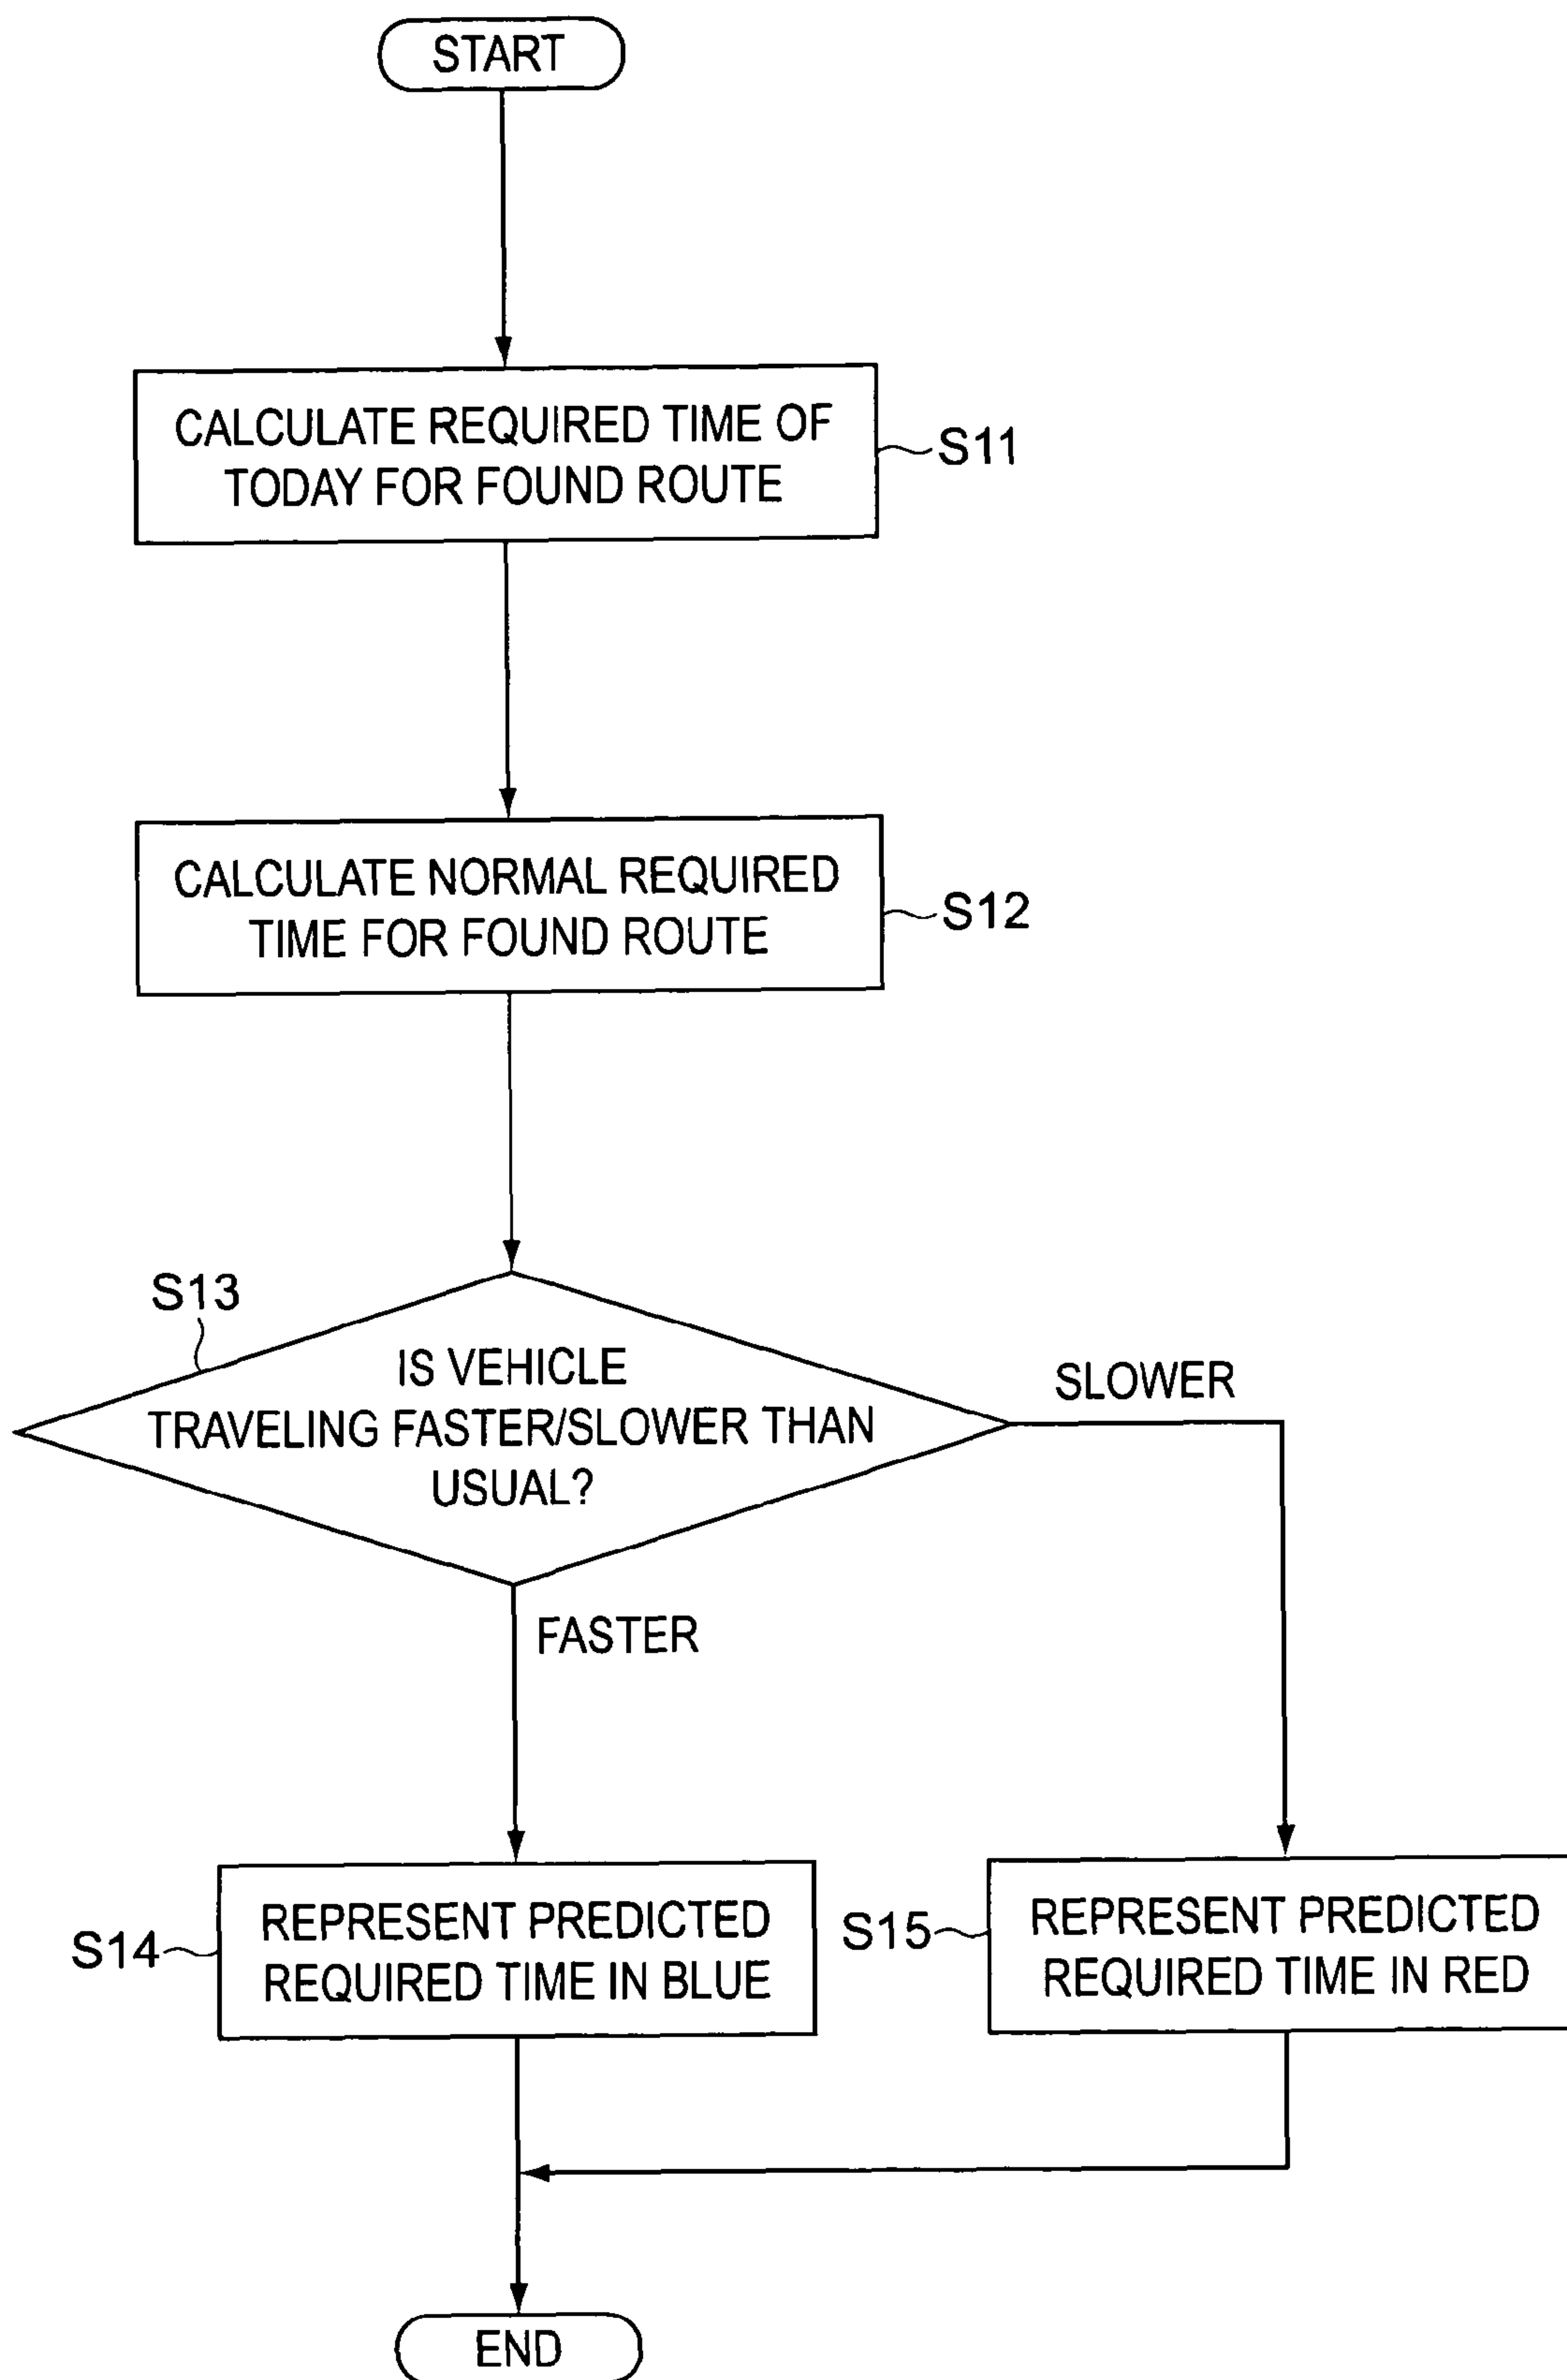 START
CALCULATE REQUIRED TIME OF
TODAY FOR FOUND ROUTE
S11
CALCULATE NORMAL REQUIRED
TIME FOR FOUND ROUTE
S12
S13
IS VEHICLE
TRAVELING FASTER/SLOWER THAN
USUAL?
SLOWER
FASTER
S14
REPRESENT PREDICTED
REQUIRED TIME IN BLUE
S15
REPRESENT PREDICTED
REQUIRED TIME IN RED
END